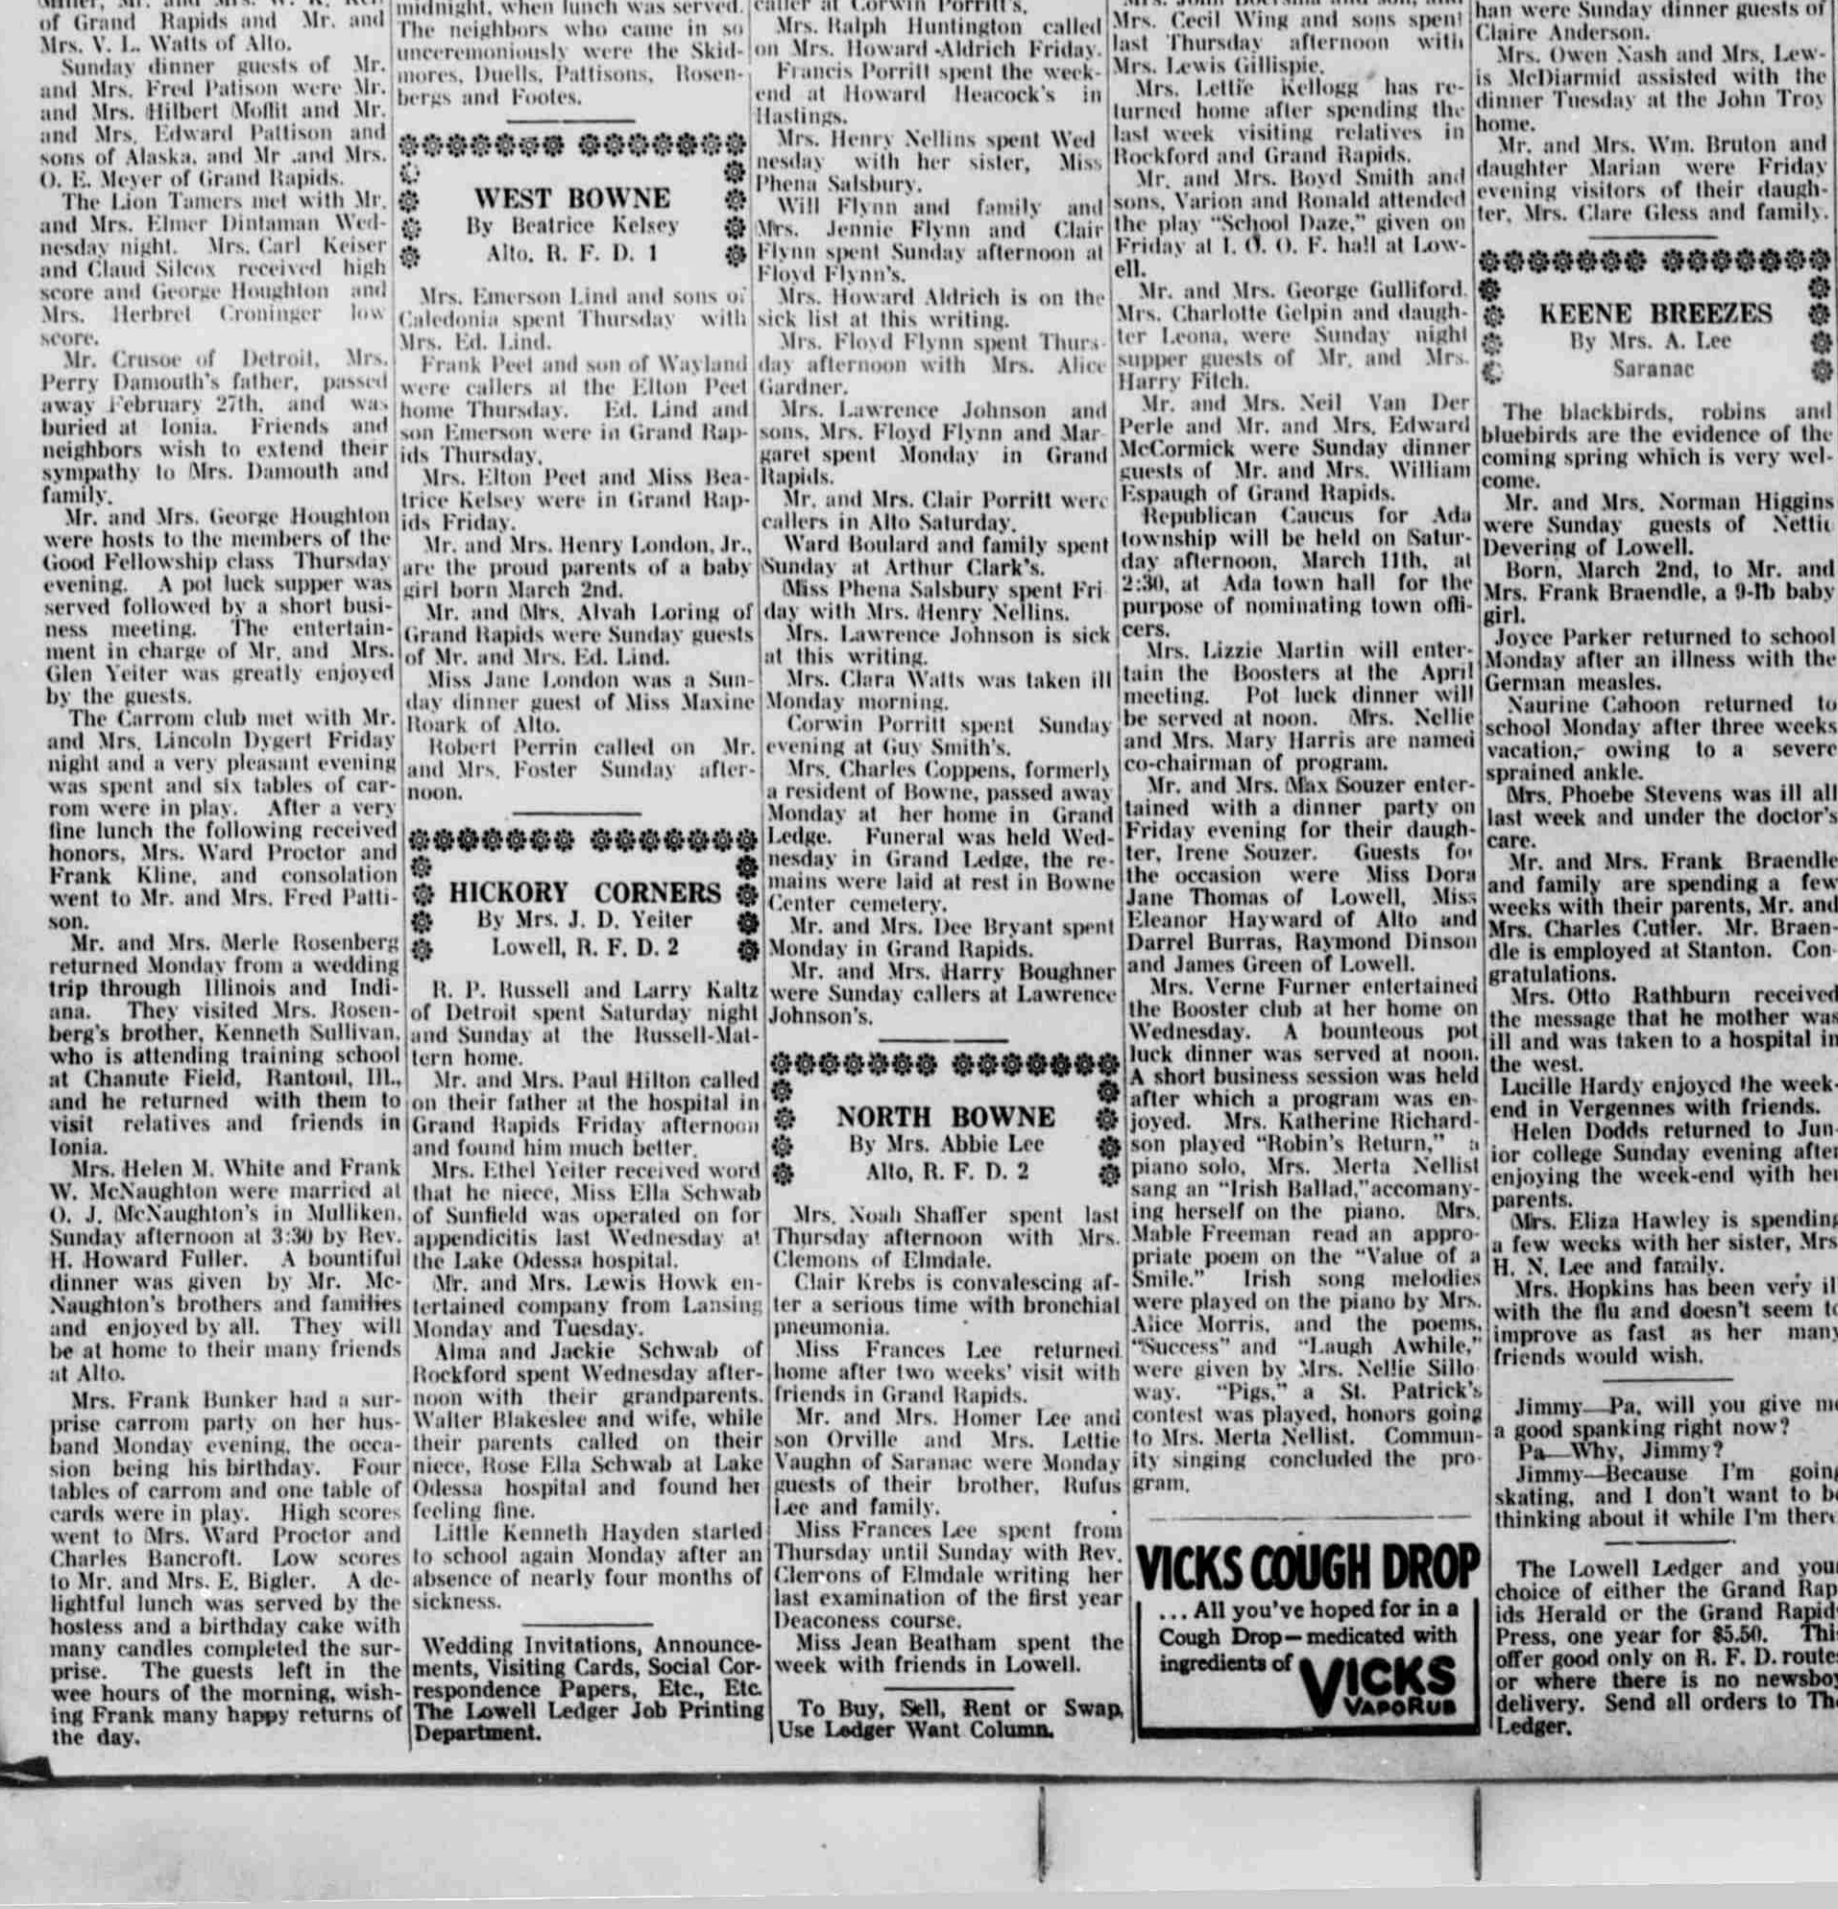 of Grand Rapids and Mr. and
Mrs. V. L. Watts of Alto.
Sunday dinner guests of Mr.
and Mrs. Fred Patison were Mr.
and Mrs. Hilbert Moffit and Mr.
and Mrs. Edward Pattison and
sons of Alaska, and Mr .and Mrs.
O. E. Meyer of Grand Rapids.
The Lion Tamers met with Mr.
and Mrs. Elmer Dintaman Wed-
nesday night. Mrs. Carl Keiser
and Claud Silcox received high
score and George Houghton and
Mrs. Herbret Croninger low
score.
Mr. Crusoe of Detroit, Mrs.
Perry Damouth's father, passed
away February 27th, and was
buried at Ionia. Friends and
neighbors wish to extend their
sympathy to Mrs. Damouth and
family.
Mr. and Mrs. George Houghton
were hosts to the members of the
Good Fellowship class Thursday
evening. A pot luck supper was
served followed by a short busi-
ness meeting. The entertain-
ment in charge of Mr. and Mrs.
Glen Yeiter was greatly enjoyed
by the guests.
The Carrom club met with Mr.
and Mrs. Lincoln Dygert Friday
night and a very pleasant evening
was spent and six tables of car-
rom were in play. After a very
fine lunch the following received
honors, Mrs. Ward Proctor and
Frank Kline, and consolation
went to Mr. and Mrs. Fred Patti-
son.
Mr. and Mrs. Merle Rosenberg
returned Monday from a wedding
trip through Illinois and Indi-
ana. They visited Mrs. Rosen-
berg's brother, Kenneth Sullivan,
who is attending training school
at Chanute Field, Rantoul, Ill.,
and he returned with them to
visit relatives and friends in
Ionia.
Mrs. Helen M. White and Frank
W. McNaughton were married at
O. J. McNaughton's in Mulliken,
Sunday afternoon at 3:30 by Rev.
H. Howard Fuller. A bountiful
dinner was given by Mr. Mc-
Naughton's brothers and families
and enjoyed by all. They will
be at home to their many friends
at Alto.
Mrs. Frank Bunker had a sur-
prise carrom party on her hus-
band Monday evening, the occa-
sion being his birthday. Four
tables of carrom and one table of
cards were in play. High scores
went to Mrs. Ward Proctor and
Charles Bancroft. Low scores
to Mr. and Mrs. E. Bigler. A de-
lightful lunch was served by the
hostess and a birthday cake with
many candles completed the sur-
prise. The guests left in the
wee hours of the morning, wish-
ing Frank many happy returns of
the day.
midnight, when lunch was served.
The neighbors who came in so
unceremoniously were the Skid-
mores, Duells, Pattisons, Rosen-
bergs and Footes.
WEST BOWNE
By Beatrice Kelsey
Alto, R. F. D. 1
Mrs. Emerson Lind and sons of
Caledonia spent Thursday with
Mrs. Ed. Lind.
Frank Peet and son of Wayland
were callers at the Elton Peet
home Thursday. Ed. Lind and
son Emerson were in Grand Rap-
ids Thursday.
Mrs. Elton Peet and Miss Bea-
trice Kelsey were in Grand Rap-
ids Friday.
Mr. and Mrs. Henry London, Jr.,
are the proud parents of a baby
girl born March 2nd.
Mr. and Mrs. Alvah Loring of
Grand Rapids were Sunday guests
of Mr. and Mrs. Ed. Lind.
Miss Jane London was a Sun-
day dinner guest of Miss Maxine
Roark of Alto.
Robert Perrin called on Mr.
and Mrs. Foster Sunday after-
noon.
HICKORY CORNERS
By Mrs. J. D. Yeiter
Lowell, R. F. D. 2
R. P. Russell and Larry Kaltz
of Detroit spent Saturday night
and Sunday at the Russell-Mat-
tern home.
Mr. and Mrs. Paul Hilton called
on their father at the hospital in
Grand Rapids Friday afternoon
and found him much better.
Mrs. Ethel Yeiter received word
that he niece, Miss Ella Schwab
of Sunfield was operated on for
appendicitis last Wednesday at
the Lake Odessa hospital.
Mr. and Mrs. Lewis Howk en-
tertained company from Lansing
Monday and Tuesday.
Alma and Jackie Schwab of
Rockford spent Wednesday after-
noon with their grandparents.
Walter Blakeslee and wife, while
their parents called on their
niece, Rose Ella Schwab at Lake
Odessa hospital and found her
feeling fine.
Little Kenneth Hayden started
to school again Monday after an
absence of nearly four months of
sickness.
Wedding Invitations, Announce-
ments, Visiting Cards, Social Cor-
respondence Papers, Etc., Etc.
The Lowell Ledger Job Printing
Department.
caller at Corwin Porritt's.
Mrs. Ralph Huntington called
on Mrs. Howard Aldrich Friday.
Francis Porritt spent the week-
end at Howard Heacock's in
Hastings.
Mrs. Henry Nellins spent Wed
nesday with her sister, Miss
Phena Salsbury.
Will Flynn and family and
Mrs. Jennie Flynn and Clair
Flynn spent Sunday afternoon at
Floyd Flynn's.
Mrs. Howard Aldrich is on the
sick list at this writing.
Mrs. Floyd Flynn spent Thurs-
day afternoon with Mrs. Alice
Gardner.
Mrs. Lawrence Johnson and
sons, Mrs. Floyd Flynn and Mar
garet spent Monday in Grand
Rapids.
Mr. and Mrs. Clair Porritt were
callers in Alto Saturday.
Ward Boulard and family spent
Sunday at Arthur Clark's.
Miss Phena Salsbury spent Fri
day with Mrs. Henry Nellins.
Mrs. Lawrence Johnson is sick
at this writing.
Mrs. Clara Watts was taken ill
Monday morning.
Corwin Porritt spent Sunday
evening at Guy Smith's.
Mrs. Charles Coppens, formerly
a resident of Bowne, passed away
Monday at her home in Grand
Ledge. Funeral was held Wed-
nesday in Grand Ledge, the re-
mains were laid at rest in Bowne
Center cemetery.
Mr. and Mrs. Dee Bryant spent
Monday in Grand Rapids.
Mr. and Mrs. Harry Boughner
were Sunday callers at Lawrence
Johnson's.
NORTH BOWNE
By Mrs. Abbie Lee
Alto, R. F. D. 2
Mrs. Noah Shaffer spent last
Thursday afternoon with Mrs.
Clemons of Elmdale.
Clair Krebs is convalescing af-
ter a serious time with bronchial
pneumonia.
Miss Frances Lee returned
home after two weeks' visit with
friends in Grand Rapids.
Mr. and Mrs. Homer Lee and
son Orville and Mrs. Lettie
Vaughn of Saranac were Monday
guests of their brother, Rufus
Lee and family.
Miss Frances Lee spent from
Thursday until Sunday with Rev.
Clemons of Elmdale writing her
last examination of the first year
Deaconess course.
Miss Jean Beatham spent the
week with friends in Lowell.
To Buy, Sell, Rent or Swap,
Use Ledger Want Column.
Mrs. Cecil Wing and sons spent
last Thursday afternoon with
Mrs. Lewis Gillispie.
Mrs. Lettie Kellogg has re-
turned home after spending the
last week visiting relatives in
Rockford and Grand Rapids.
Mr. and Mrs. Boyd Smith and
sons, Varion and Ronald attended
the play "School Daze," given on
Friday at I. O. O. F. hall at Low-
ell.
Mr. and Mrs. George Gulliford,
Mrs. Charlotte Gelpin and daugh-
ter Leona, were Sunday night
supper guests of Mr. and Mrs.
Harry Fitch.
Mr. and Mrs. Neil Van Der
Perle and Mr. and Mrs. Edward
McCormick were Sunday dinner
guests of Mr. and Mrs. William
Espaugh of Grand Rapids.
Republican Caucus for Ada
township will be held on Satur-
day afternoon, March 11th, at
2:30, at Ada town hall for the
purpose of nominating town offi-
cers.
Mrs. Lizzie Martin will enter-
tain the Boosters at the April
meeting. Pot luck dinner will
be served at noon. Mrs. Nellie
and Mrs. Mary Harris are named
co-chairman of program.
Mr. and Mrs. Max Souzer enter-
tained with a dinner party on
Friday evening for their daugh-
ter, Irene Souzer. Guests for
the occasion were Miss Dora
Jane Thomas of Lowell, Miss
Eleanor Hayward of Alto and
Darrel Burras, Raymond Dinson
and James Green of Lowell.
Mrs. Verne Furner entertained
the Booster club at her home on
Wednesday. A bounteous pot
luck dinner was served at noon.
A short business session was held
after which a program was en-
joyed. Mrs. Katherine Richard-
son played "Robin's Return," a
piano solo, Mrs. Merta Nellist
sang an "Irish Ballad,"accomany-
ing herself on the piano. Mrs.
Mable Freeman read an appro-
priate poem on the "Value of a
Smile." Irish song melodies
were played on the piano by Mrs.
Alice Morris, and the poems,
"Success" and "Laugh Awhile,"
were given by Mrs. Nellie Sillo
way. "Pigs," a St. Patrick's
contest was played, honors going
to Mrs. Merta Nellist. Commun-
ity singing concluded the pro-
gram.
VICKS COUGH DROP
... All you've hoped for in a
Cough Drop—medicated with
ingredients of
VICKS
VAPORUB
han were Sunday dinner guests of
Claire Anderson.
Mrs. Owen Nash and Mrs. Lew-
is McDiarmid assisted with the
dinner Tuesday at the John Troy
home.
Mr. and Mrs. Wm. Bruton and
daughter Marian were Friday
evening visitors of their daugh-
ter, Mrs. Clare Gless and family.
KEENE BREEZES
By Mrs. A. Lee
Saranac
The blackbirds, robins and
bluebirds are the evidence of the
coming spring which is very wel-
come.
Mr. and Mrs. Norman Higgins
were Sunday guests of Nettie
Devering of Lowell.
Born, March 2nd, to Mr. and
Mrs. Frank Braendle, a 9-lb baby
girl.
Joyce Parker returned to school
Monday after an illness with the
German measles.
Naurine Cahoon returned to
school Monday after three weeks
vacation, owing to a severe
sprained ankle.
Mrs. Phoebe Stevens was ill all
last week and under the doctor's
care.
Mr. and Mrs. Frank Braendle
and family are spending a few
weeks with their parents, Mr. and
Mrs. Charles Cutler. Mr. Braen-
dle is employed at Stanton. Con
gratulations.
Mrs. Otto Rathburn received
the message that he mother was
ill and was taken to a hospital in
the west.
Lucille Hardy enjoyed the week-
end in Vergennes with friends.
Helen Dodds returned to Jun-
ior college Sunday evening after
enjoying the week-end with her
parents.
Mrs. Eliza Hawley is spending
a few weeks with her sister, Mrs
H. N. Lee and family.
Mrs. Hopkins has been very il
with the flu and doesn't seem to
improve as fast as her many
friends would wish.
Jimmy—Pa, will you give me
a good spanking right now?
Pa—Why, Jimmy?
Jimmy—Because I'm going
skating, and I don't want to be
thinking about it while I'm there
The Lowell Ledger and your
choice of either the Grand Rap
ids Herald or the Grand Rapids
Press, one year for $5.50. This
offer good only on R. F. D. routes
or where there is no newsboy
delivery. Send all orders to The
Ledger.